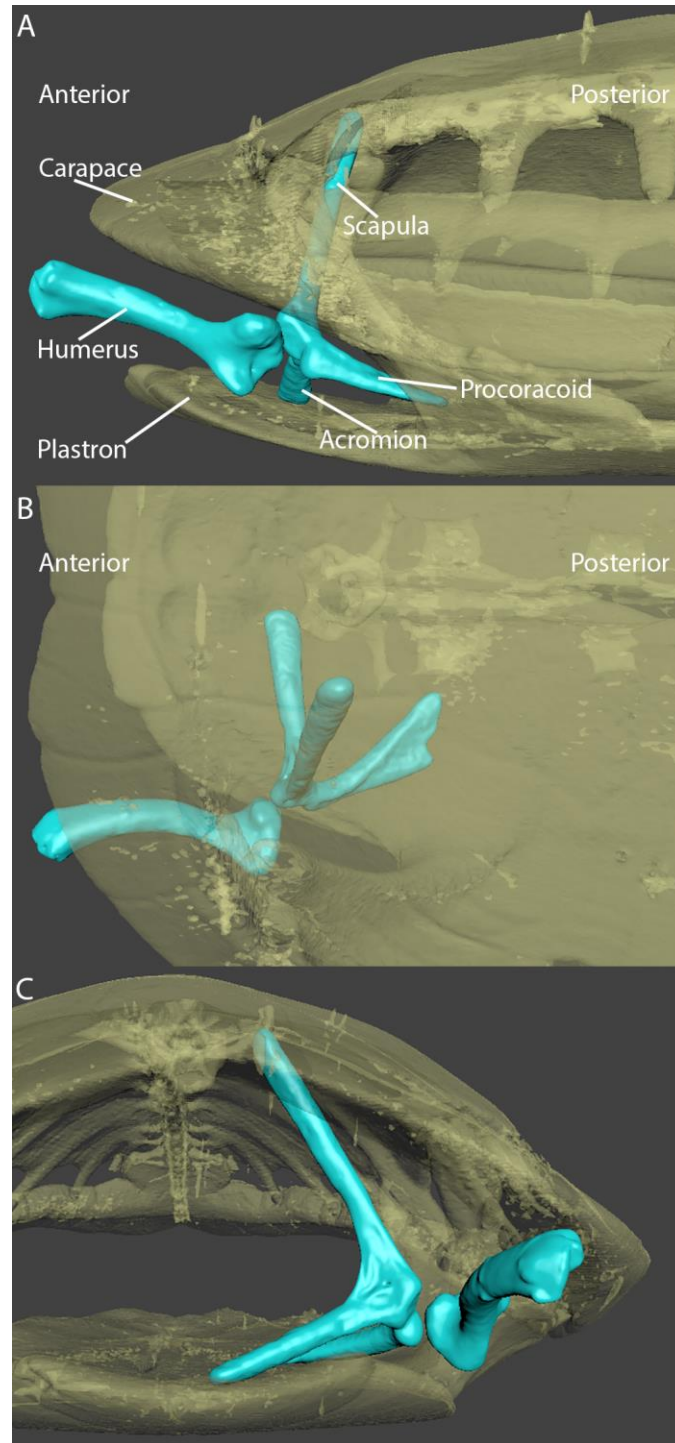 A
Anterior
Posterior
Carapace
Scapula
Humerus
Procoracoid
Plastron
Acromion
B
Anterior
Posterior
C